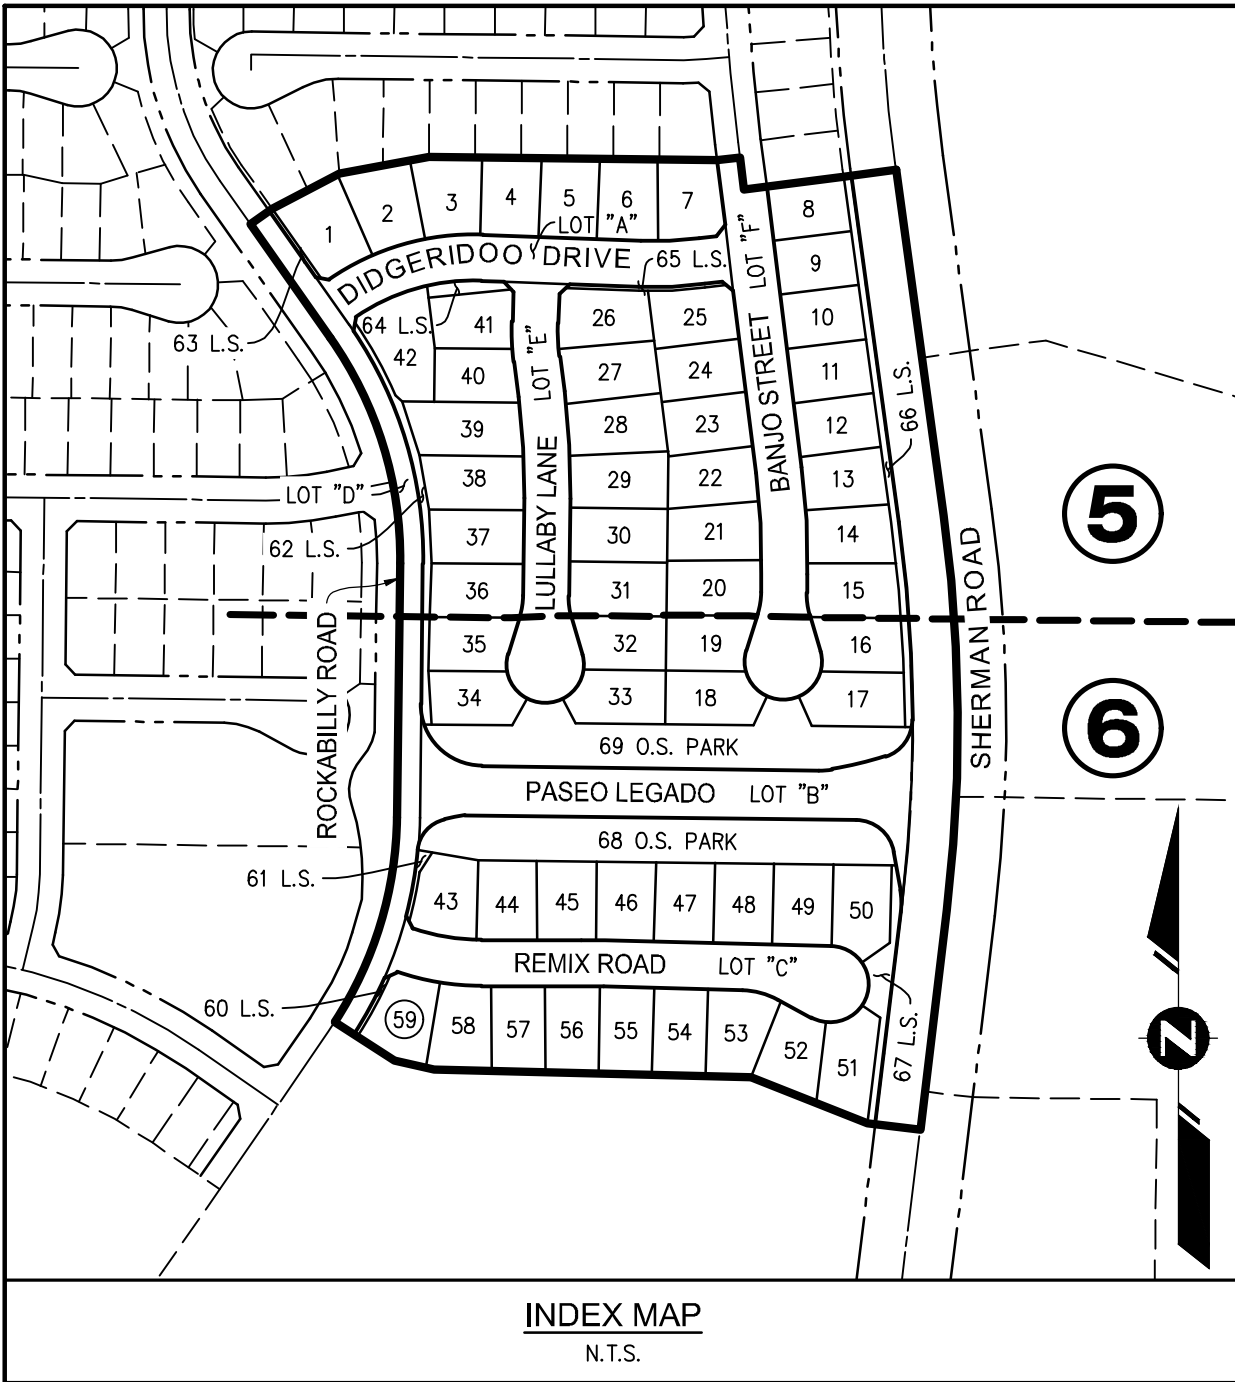 1
2
3
4
5
6
7
8
LOT "A"
DIDGERIDOO DRIVE
65 L.S.
BANJO STREET LOT "F"
9
63 L.S.
64 L.S.
42
41
26
25
10
LULLABY LANE LOT "E"
40
27
24
11
66 L.S.
39
28
23
12
LOT "D"
38
29
22
13
62 L.S.
37
30
21
14
5
36
31
20
15
ROCKABILLY ROAD
SHERMAN ROAD
35
32
19
16
34
33
18
17
6
69 O.S. PARK
PASEO LEGADO LOT "B"
68 O.S. PARK
61 L.S.
43
44
45
46
47
48
49
50
REMIX ROAD LOT "C"
60 L.S.
59
58
57
56
55
54
53
52
51
67 L.S.
N
INDEX MAP
N.T.S.